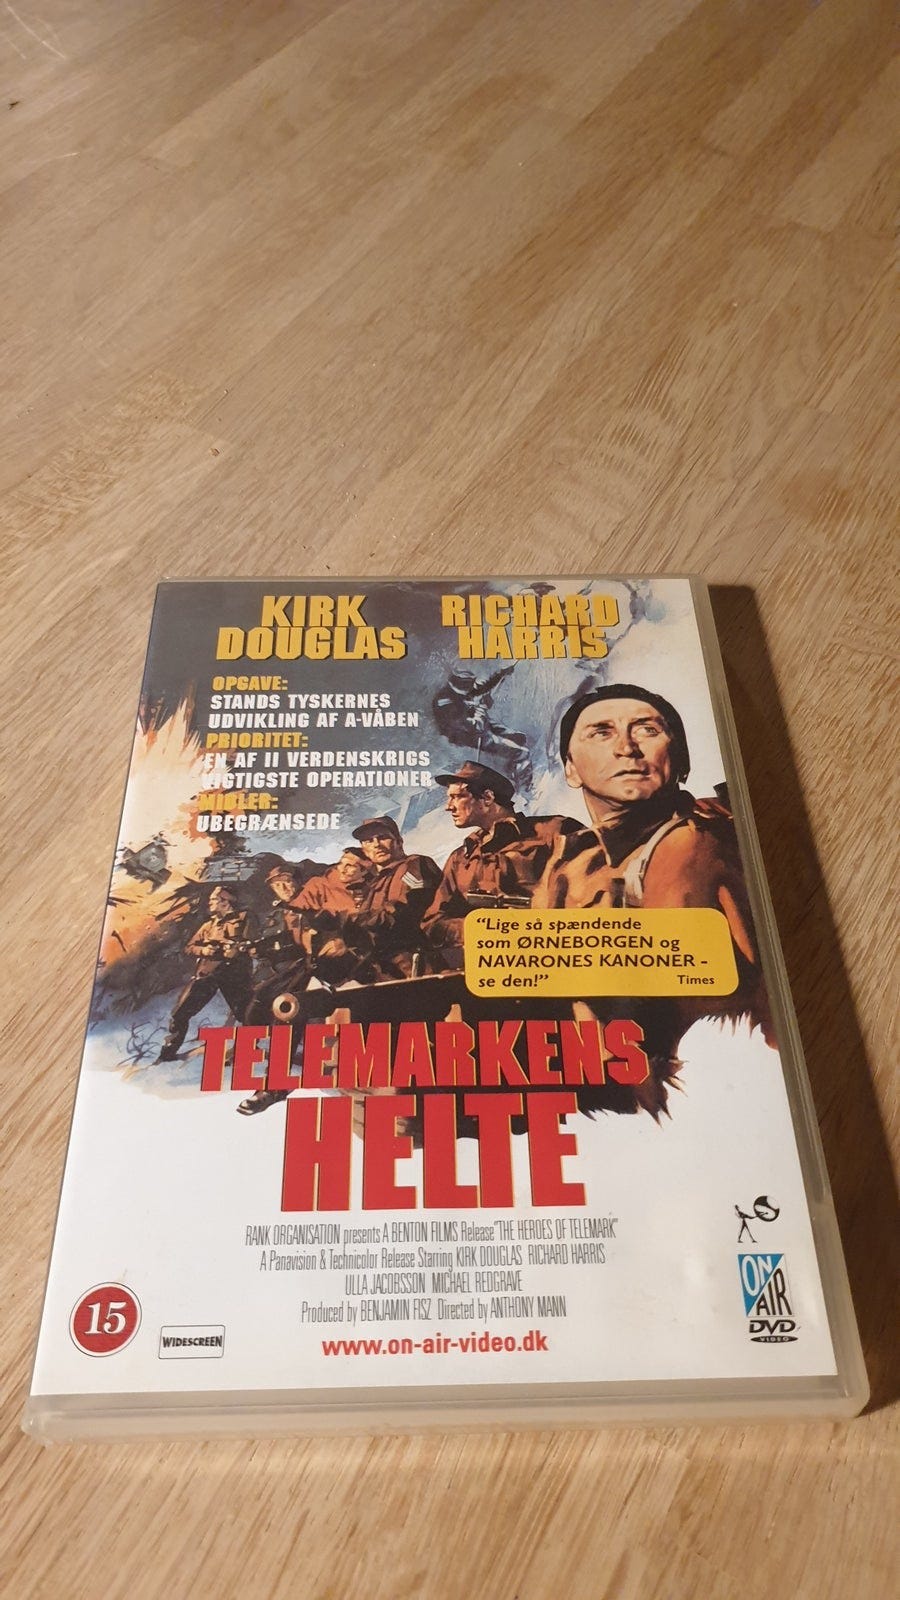 KIRK
DOUGLAS
RICHARD
HARRIS
OPGAVE:
STANDS TYSKERNES
UDVIKLING AF A-VÅBEN
PRIORITET:
EN AF II VERDENSKRIGS
VIGTIGSTE OPERATIONER
MIDLER:
UBEGRÆNSEDE
"Lige så spændende
som ØRNEBORGEN og
NAVARONES KANONER -
se den!"
Times
TELEMARKENS
HELTE
RANK ORGANISATION presents A BENTON FILMS Release "THE HEROES OF TELEMARK"
A Panavision & Technicolor Release Starring KIRK DOUGLAS RICHARD HARRIS
ULLA JACOBSSON MICHAEL REDGRAVE
Produced by BENJAMIN FISZ Directed by ANTHONY MANN
www.on-air-video.dk
15
WIDESCREEN
ON
AIR
DVD
VIDEO